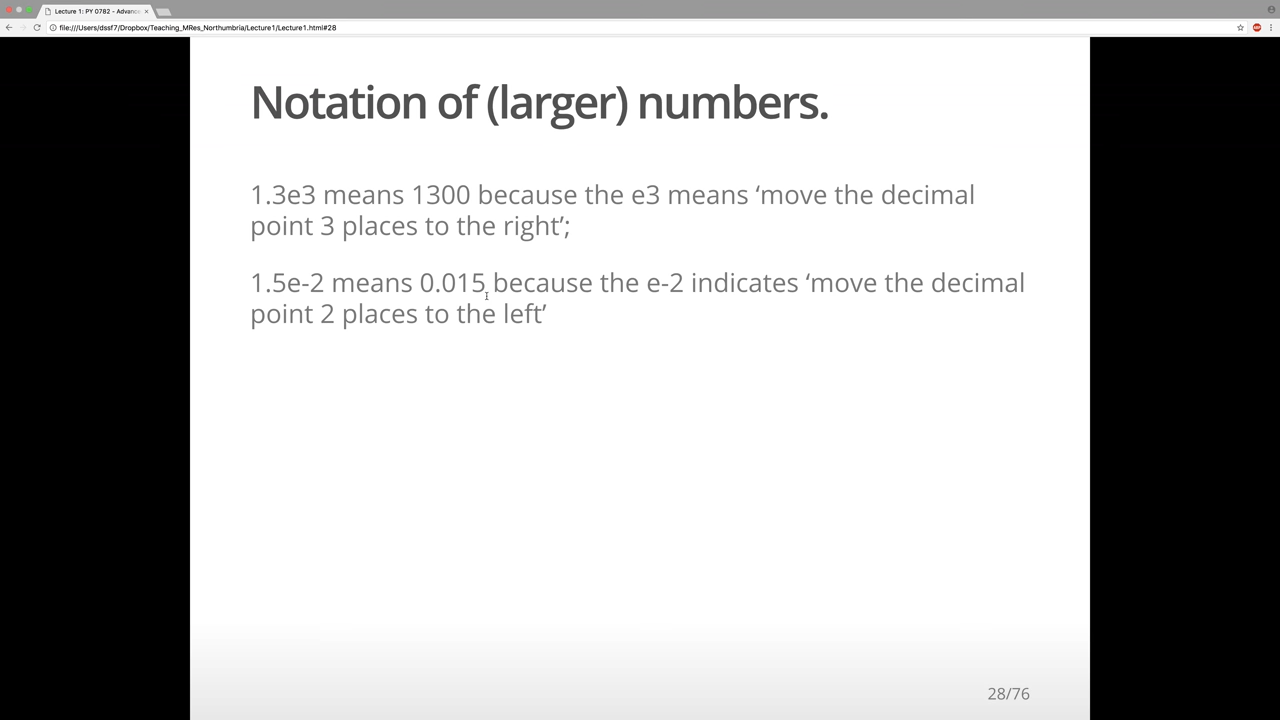 Lecture 1: PY 0782 - Advanc
file:///Users/dssf7/Dropbox/Teaching_MRes_Northumbria/Lecture1/Lecture1.html#28
Notation of (larger) numbers.
1.3e3 means 1300 because the e3 means ‘move the decimal
point 3 places to the right’;
1.5e-2 means 0.015 because the e-2 indicates ‘move the decimal
point 2 places to the left’
28/76